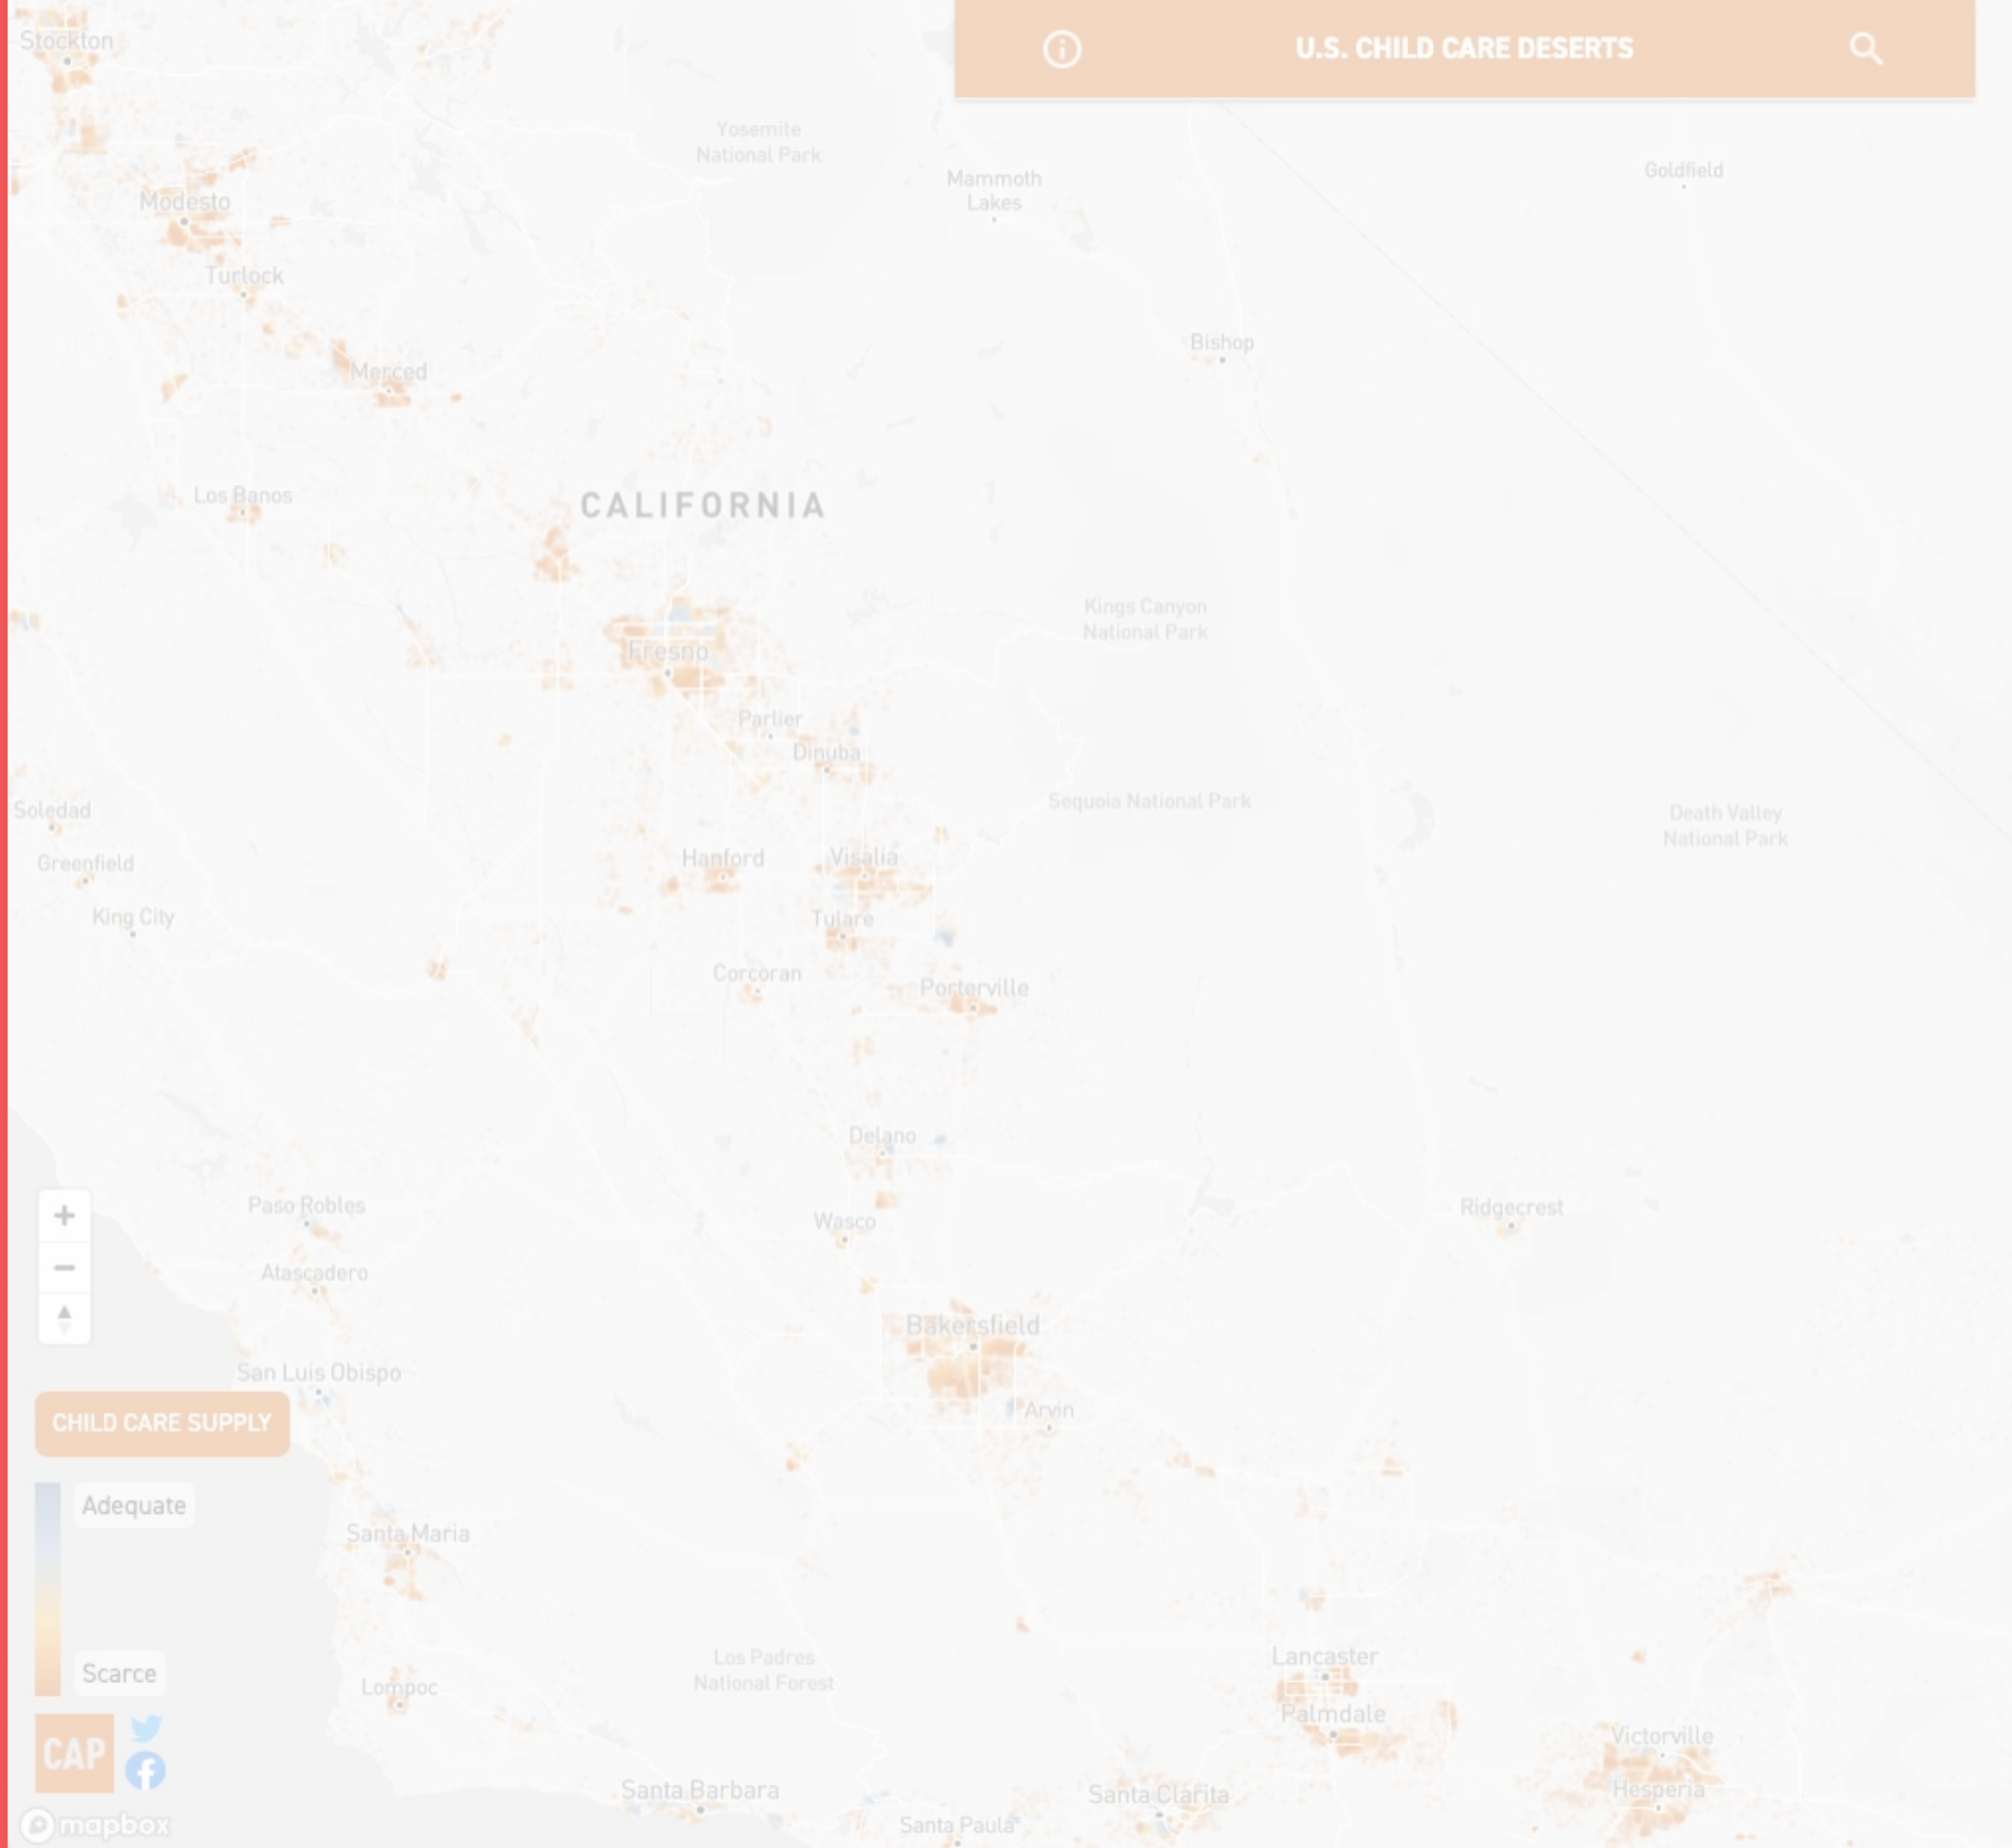 Stockton
U.S. CHILD CARE DESERTS
Yosemite
National Park
Mammoth
Lakes
Goldfield
Modesto
Turlock
Bishop
Merced
Los Banos
CALIFORNIA
Kings Canyon
National Park
Fresno
Parlier
Dinuba
Sequoia National Park
Soledad
Death Valley
National Park
Greenfield
Hanford
Visalia
King City
Tulare
Corcoran
Porterville
Delano
Paso Robles
Wasco
Ridgecrest
Atascadero
Bakersfield
San Luis Obispo
Arvin
CHILD CARE SUPPLY
Adequate
Santa Maria
Scarce
Los Padres
National Forest
Lompoc
Lancaster
Palmdale
CAP
Victorville
Hesperia
Santa Barbara
Santa Clarita
Santa Paula
mapbox